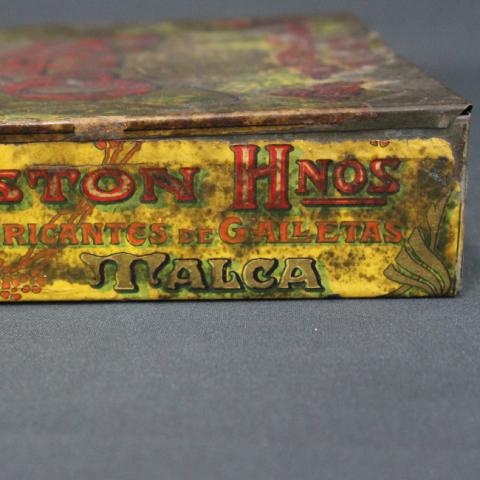 STON HNOS
RICANTES DE GALLETAS
TALCA